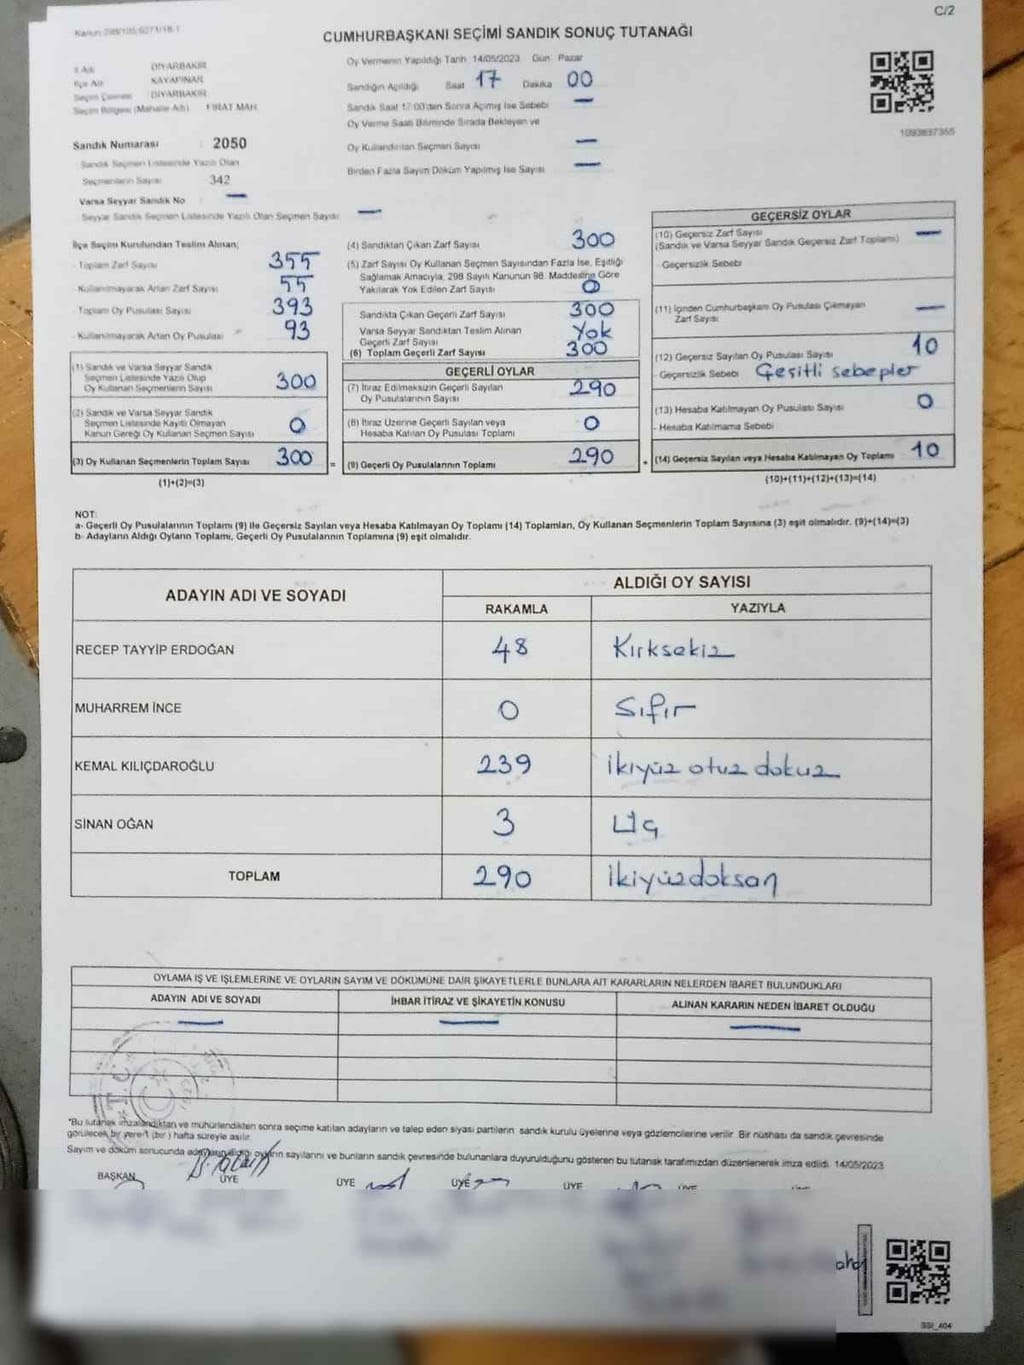 C/2
CUMHURBAŞKANI SEÇİMİ SANDIK SONUÇ TUTANAĞI
İl Adı DİYARBAKIR
İlçe Adı KAYAPINAR
Seçim Çevresi DİYARBAKIR
Seçim Bölgesi (Mahalle Adı) FIRAT MAH.
Sandık Numarası 2050
Sandık Seçmen Listesinde Yazılı Olan
Seçmenlerin Sayısı 342
Varsa Seyyar Sandık No —
Seyyar Sandık Seçmen Listesinde Yazılı Olan Seçmen Sayısı —
Oy Vermenin Yapıldığı Tarih 14/05/2023 Gün Pazar
Sandığın Açıldığı Saat 17 Dakika 00
Sandık Saat 17:00'den Sonra Açılmış İse Sebebi —
Oy Verme Saati Bitiminde Sırada Bekleyen ve
Oy Kullandırılan Seçmen Sayısı —
Birden Fazla Sayım Döküm Yapılmış İse Sayısı —
1093837355
İlçe Seçim Kurulundan Teslim Alınan;
- Toplam Zarf Sayısı 355
- Kullanılmayarak Artan Zarf Sayısı 55
- Toplam Oy Pusulası Sayısı 393
- Kullanılmayarak Artan Oy Pusulası 93
(1) Sandık ve Varsa Seyyar Sandık
Seçmen Listesinde Yazılı Olup
Oy Kullanan Seçmenlerin Sayısı 300
(2) Sandık ve Varsa Seyyar Sandık
Seçmen Listesinde Kayıtlı Olmayan
Kanun Gereği Oy Kullanan Seçmen Sayısı 0
(3) Oy Kullanan Seçmenlerin Toplam Sayısı 300 =
(1)+(2)=(3)
(4) Sandıktan Çıkan Zarf Sayısı 300
(5) Zarf Sayısı Oy Kullanan Seçmen Sayısından Fazla İse, Eşitliği
Sağlamak Amacıyla, 298 Sayılı Kanunun 98. Maddesine Göre
Yakılarak Yok Edilen Zarf Sayısı 0
Sandıkta Çıkan Geçerli Zarf Sayısı 300
Varsa Seyyar Sandıktan Teslim Alınan
Geçerli Zarf Sayısı Yok
(6) Toplam Geçerli Zarf Sayısı 300
GEÇERLİ OYLAR
(7) İtiraz Edilmeksizin Geçerli Sayılan
Oy Pusulalarının Sayısı 290
(8) İtiraz Üzerine Geçerli Sayılan veya
Hesaba Katılan Oy Pusulası Toplamı 0
(9) Geçerli Oy Pusulalarının Toplamı 290
GEÇERSİZ OYLAR
(10) Geçersiz Zarf Sayısı —
(Sandık ve Varsa Seyyar Sandık Geçersiz Zarf Toplamı)
- Geçersizlik Sebebi
(11) İçinden Cumhurbaşkanı Oy Pusulası Çıkmayan
Zarf Sayısı —
(12) Geçersiz Sayılan Oy Pusulası Sayısı 10
- Geçersizlik Sebebi Çeşitli sebepler
(13) Hesaba Katılmayan Oy Pusulası Sayısı 0
- Hesaba Katılmama Sebebi
(14) Geçersiz Sayılan veya Hesaba Katılmayan Oy Toplamı 10
(10)+(11)+(12)+(13)=(14)
NOT:
a- Geçerli Oy Pusulalarının Toplamı (9) ile Geçersiz Sayılan veya Hesaba Katılmayan Oy Toplamı (14) Toplamları, Oy Kullanan Seçmenlerin Toplam Sayısına (3) eşit olmalıdır. (9)+(14)=(3)
b- Adayların Aldığı Oyların Toplamı, Geçerli Oy Pusulalarının Toplamına (9) eşit olmalıdır.
ADAYIN ADI VE SOYADI ALDIĞI OY SAYISI
RAKAMLA YAZIYLA
RECEP TAYYİP ERDOĞAN 48 Kırksekiz
MUHARREM İNCE 0 Sıfır
KEMAL KILIÇDAROĞLU 239 ikiyüz otuz dokuz
SİNAN OĞAN 3 Üç
TOPLAM 290 ikiyüzdoksan
OYLAMA İŞ VE İŞLEMLERİNE VE OYLARIN SAYIM VE DÖKÜMÜNE DAİR ŞİKAYETLERLE BUNLARA AİT KARARLARIN NELERDEN İBARET BULUNDUKLARI
ADAYIN ADI VE SOYADI İHBAR İTİRAZ VE ŞİKAYETİN KONUSU ALINAN KARARIN NEDEN İBARET OLDUĞU
— — —
T.C.
*Bu tutanak imzalandıktan ve mühürlendikten sonra seçime katılan adayların ve talep eden siyasi partilerin sandık kurulu üyelerine veya gözlemcilerine verilir. Bir nüshası da sandık çevresinde
görülecek bir yere 1 (bir) hafta süreyle asılır.
Sayım ve döküm sonucunda adayların aldığı oyların sayılarını ve bunların sandık çevresinde bulunanlara duyurulduğunu gösteren bu tutanak tarafımızdan düzenlenerek imza edildi. 14/05/2023
BAŞKAN ÜYE ÜYE ÜYE ÜYE ÜYE
SSI_404